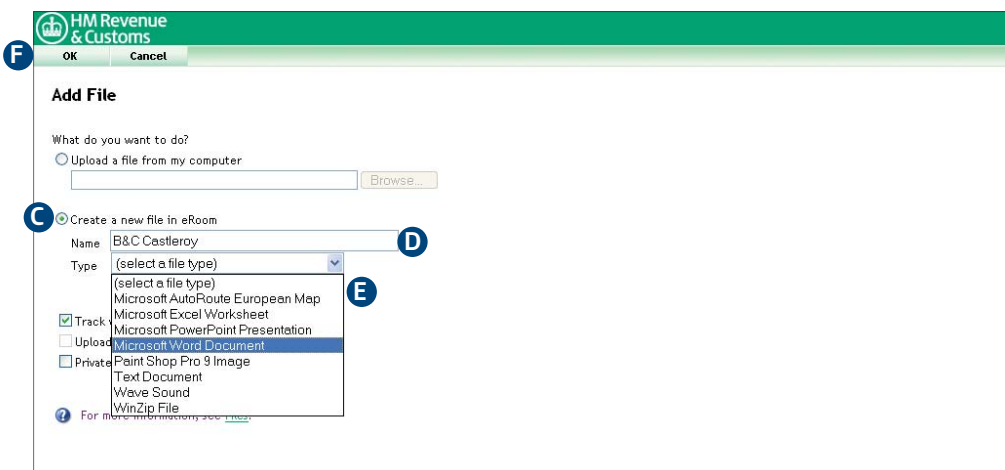 HM Revenue
& Customs
F
OK Cancel
Add File
What do you want to do?
Upload a file from my computer
Browse...
C
Create a new file in eRoom
Name B&C Castleroy
D
Type (select a file type)
E
(select a file type)
Microsoft AutoRoute European Map
Microsoft Excel Worksheet
Microsoft PowerPoint Presentation
Track
Microsoft Word Document
Upload
Paint Shop Pro 9 Image
Private
Text Document
Wave Sound
WinZip File
For more information, see Files.